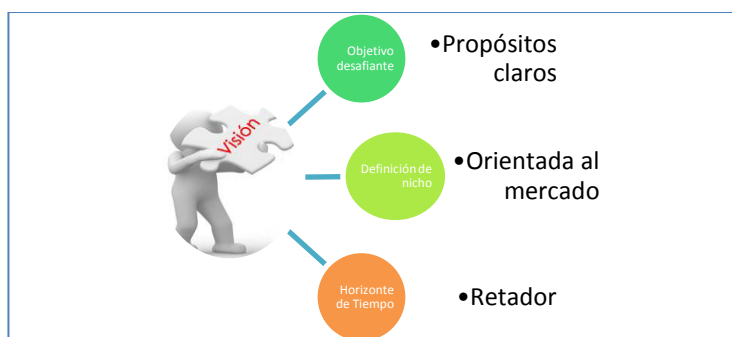 Visión
Objetivo
desafiante
•Propósitos
claros
Definición de
nicho
•Orientada al
mercado
Horizonte
de Tiempo
•Retador